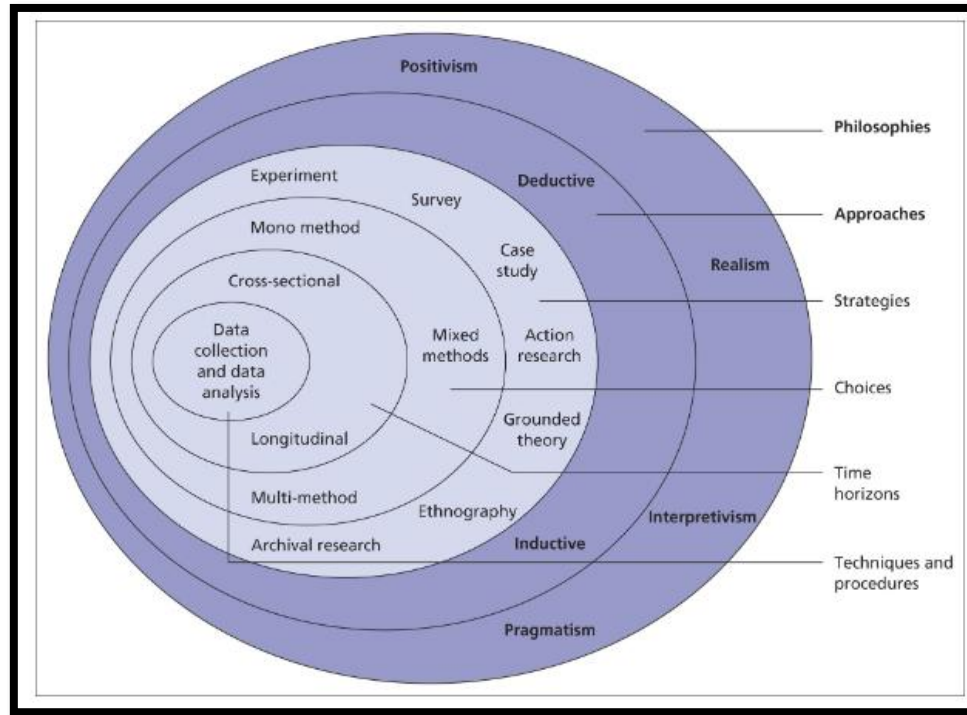 Positivism
Philosophies
Experiment
Deductive
Survey
Approaches
Mono method
Case
study
Realism
Cross-sectional
Strategies
Data
collection
and data
analysis
Mixed
methods
Action
research
Choices
Grounded
theory
Longitudinal
Time
horizons
Multi-method
Ethnography
Interpretivism
Archival research
Inductive
Techniques and
procedures
Pragmatism